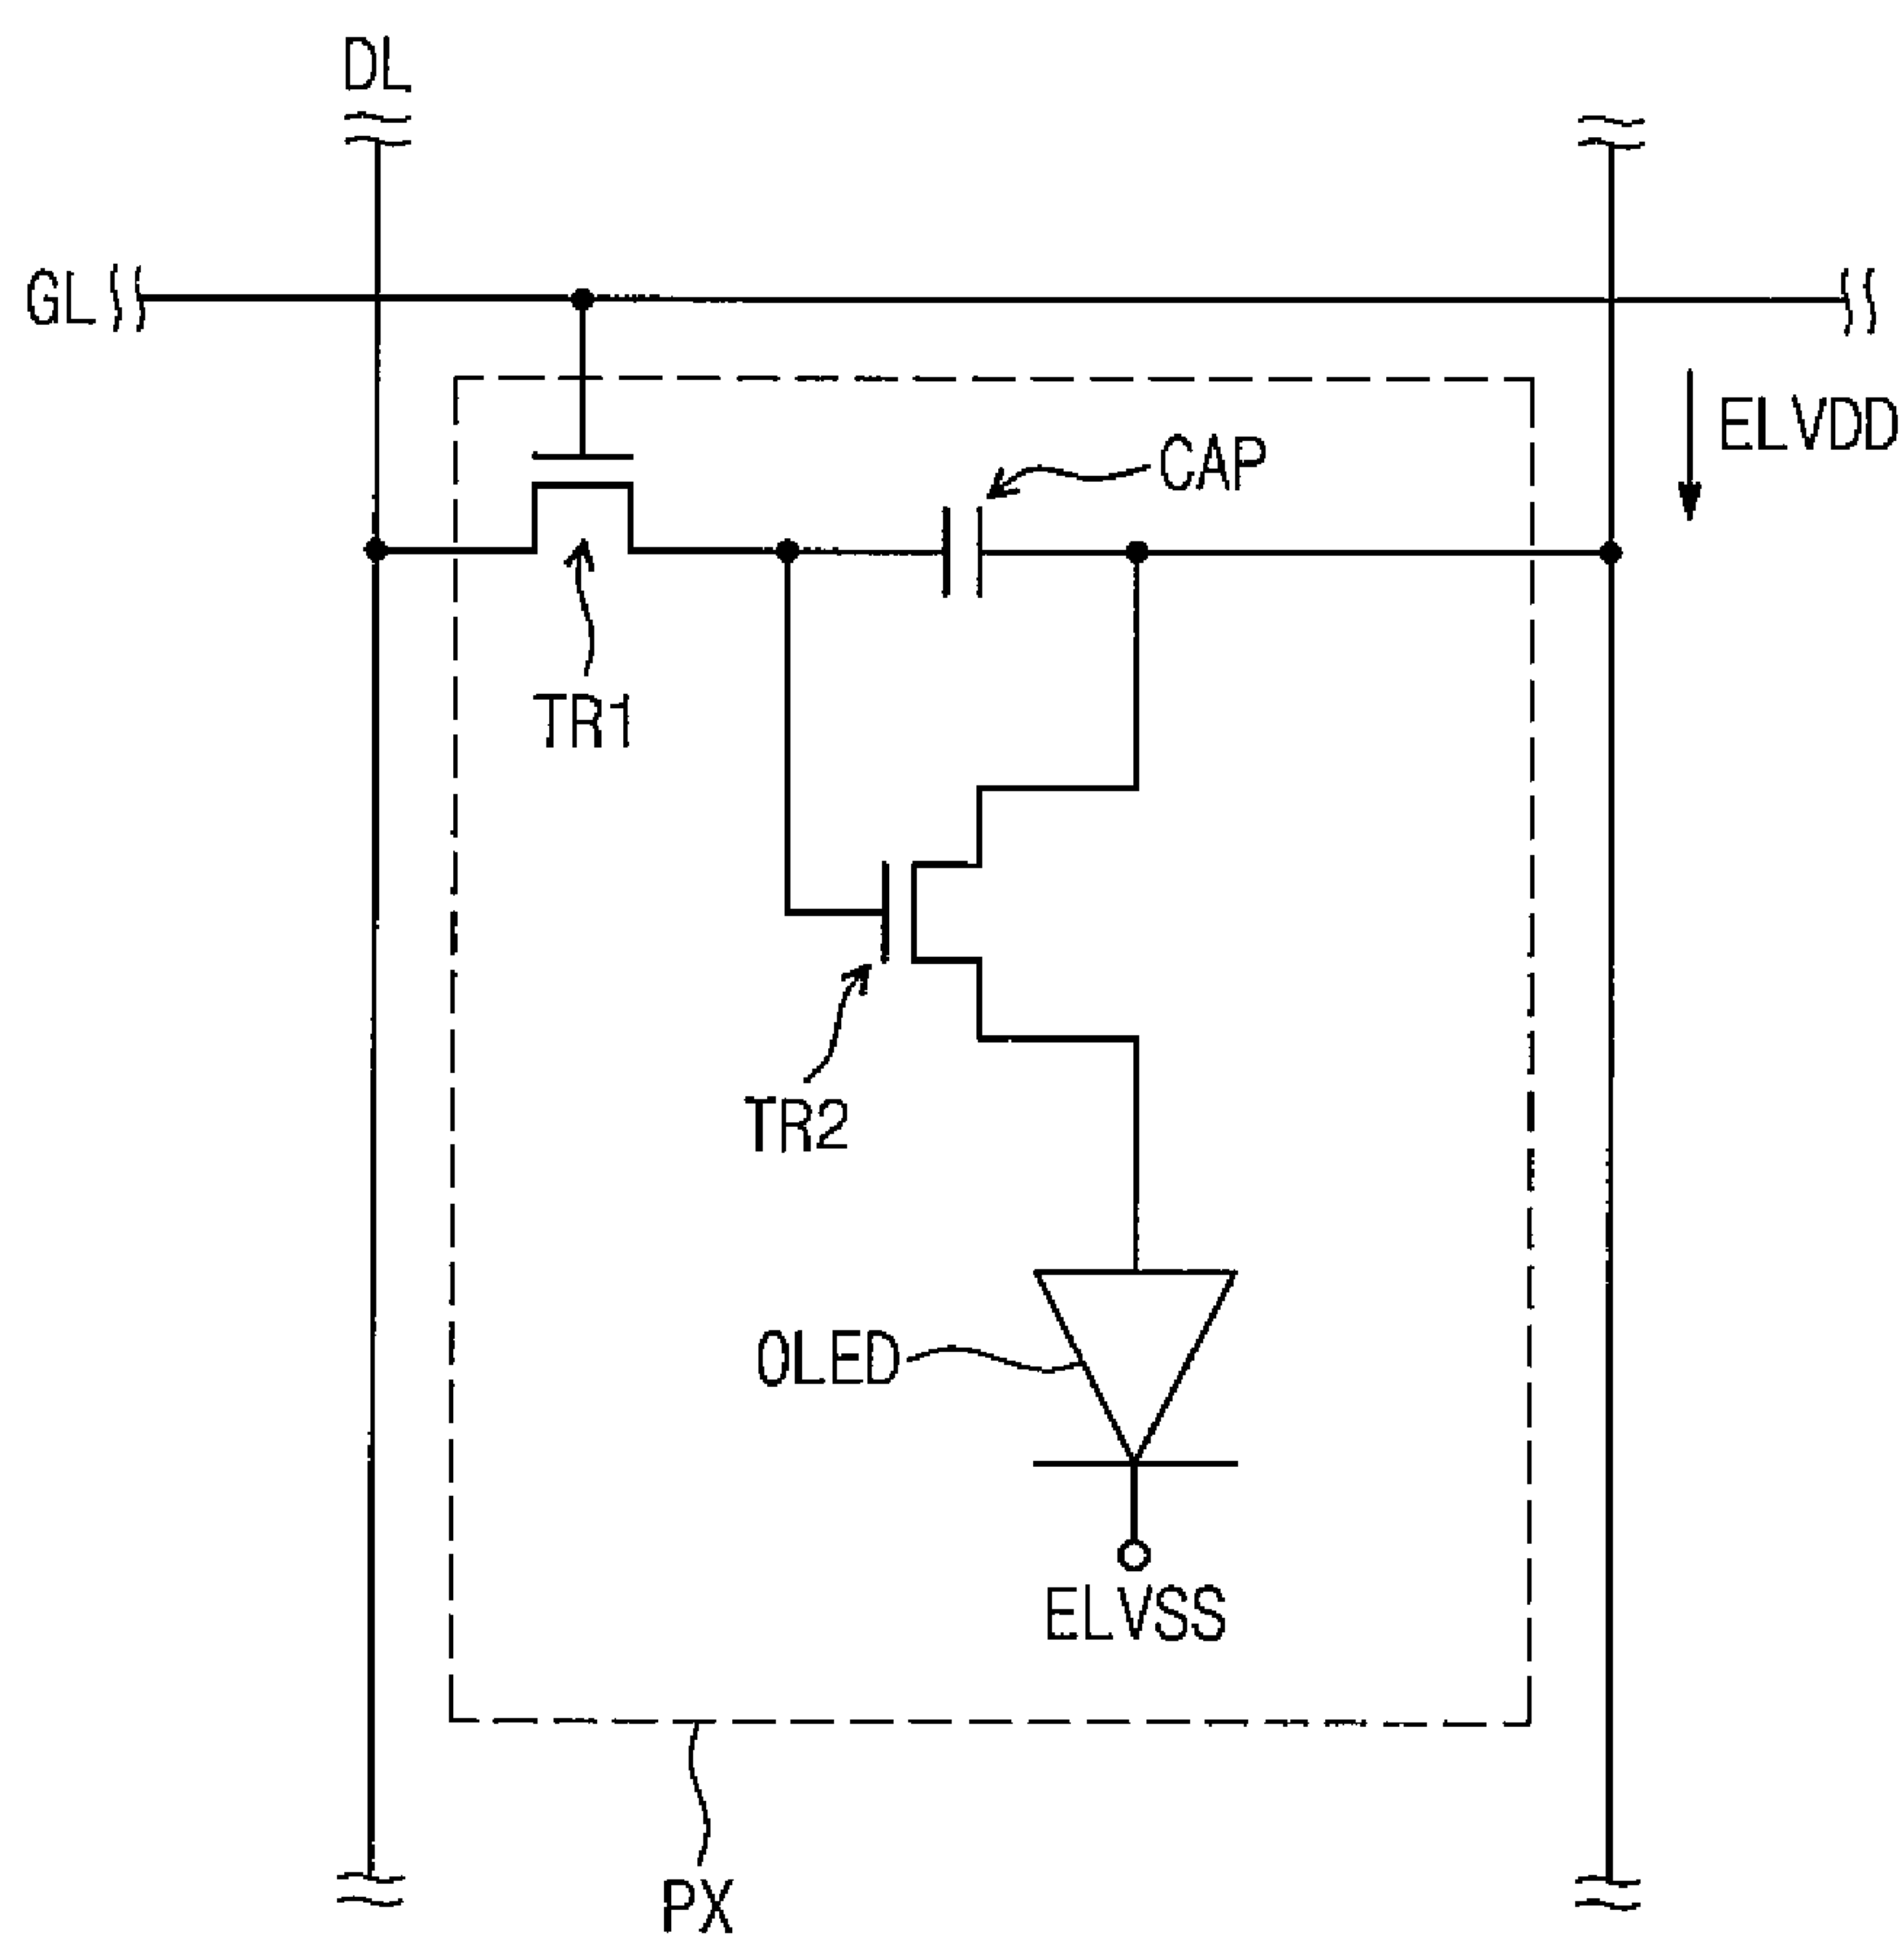 DL
GL
ELVDD
CAP
TR1
TR2
OLED
ELVSS
PX